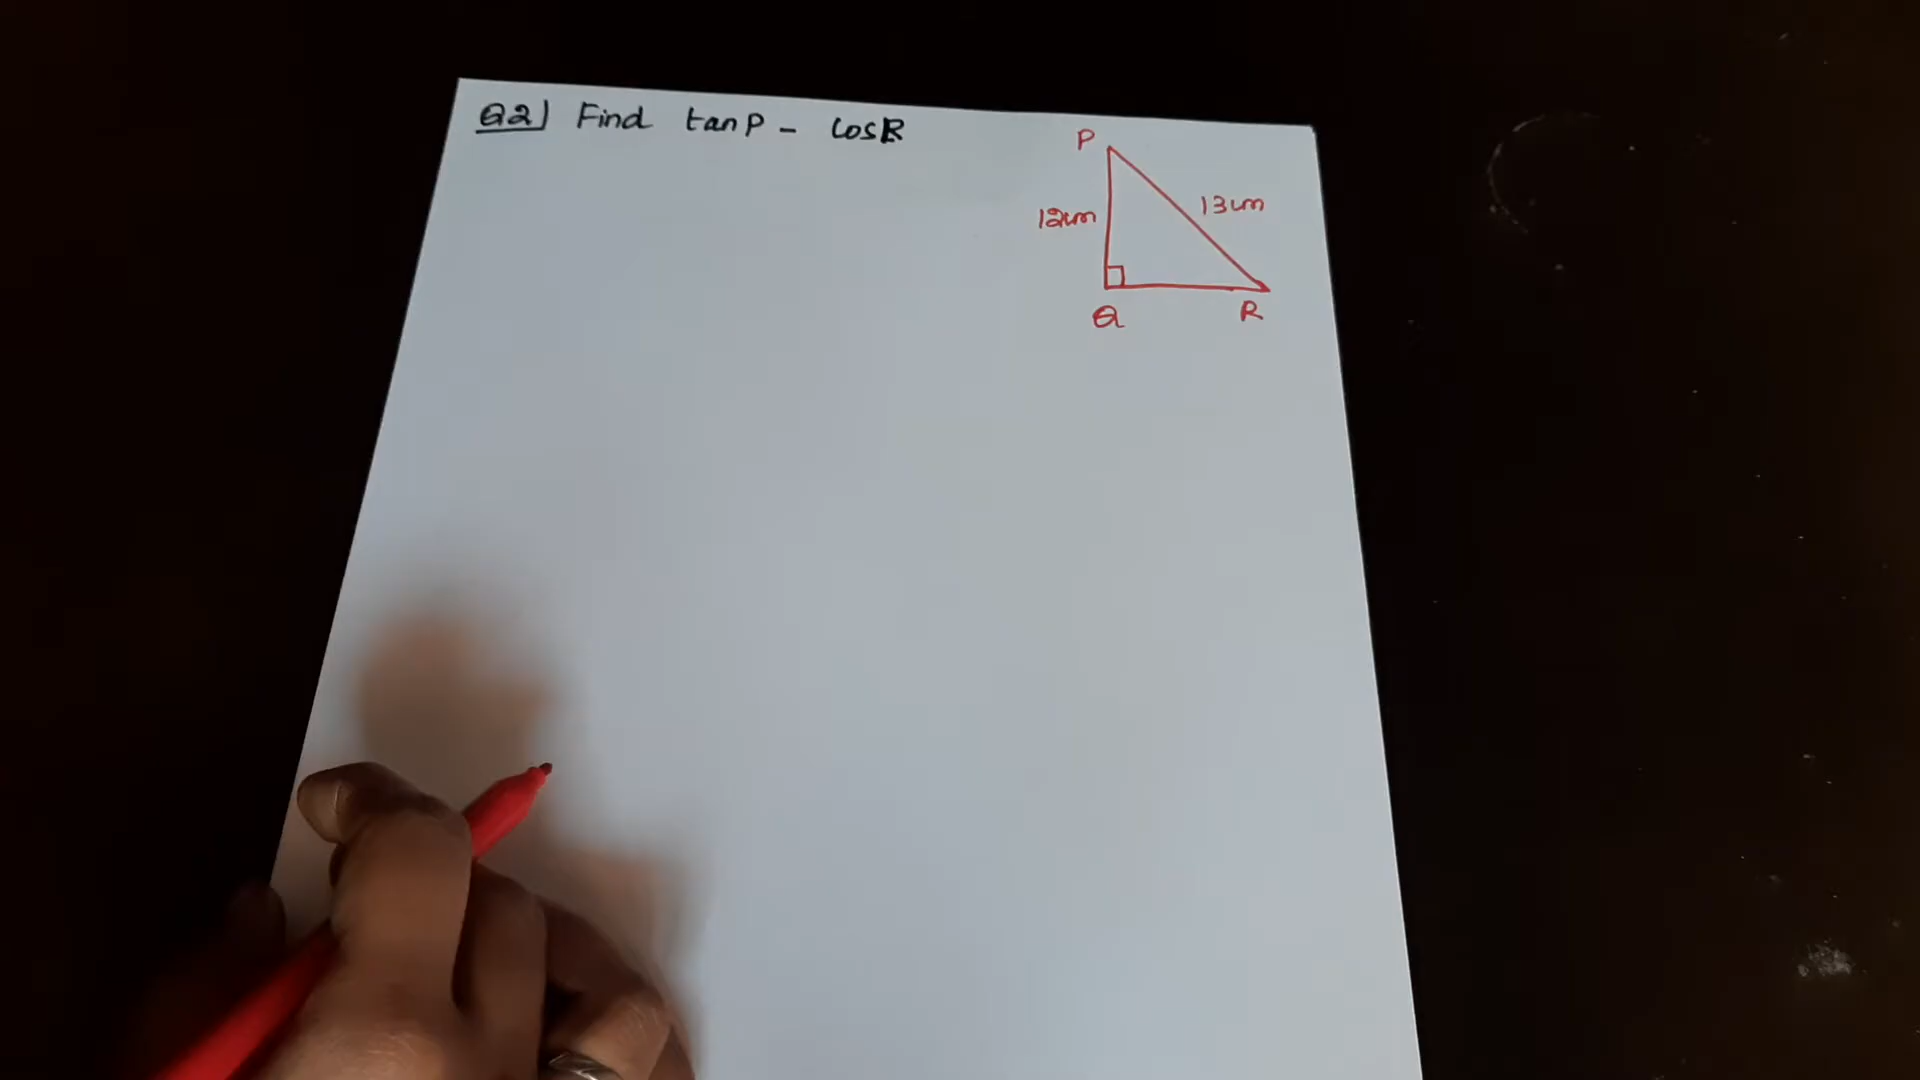 Q2) Find tanP - cosR
P
12cm
13cm
Q
R